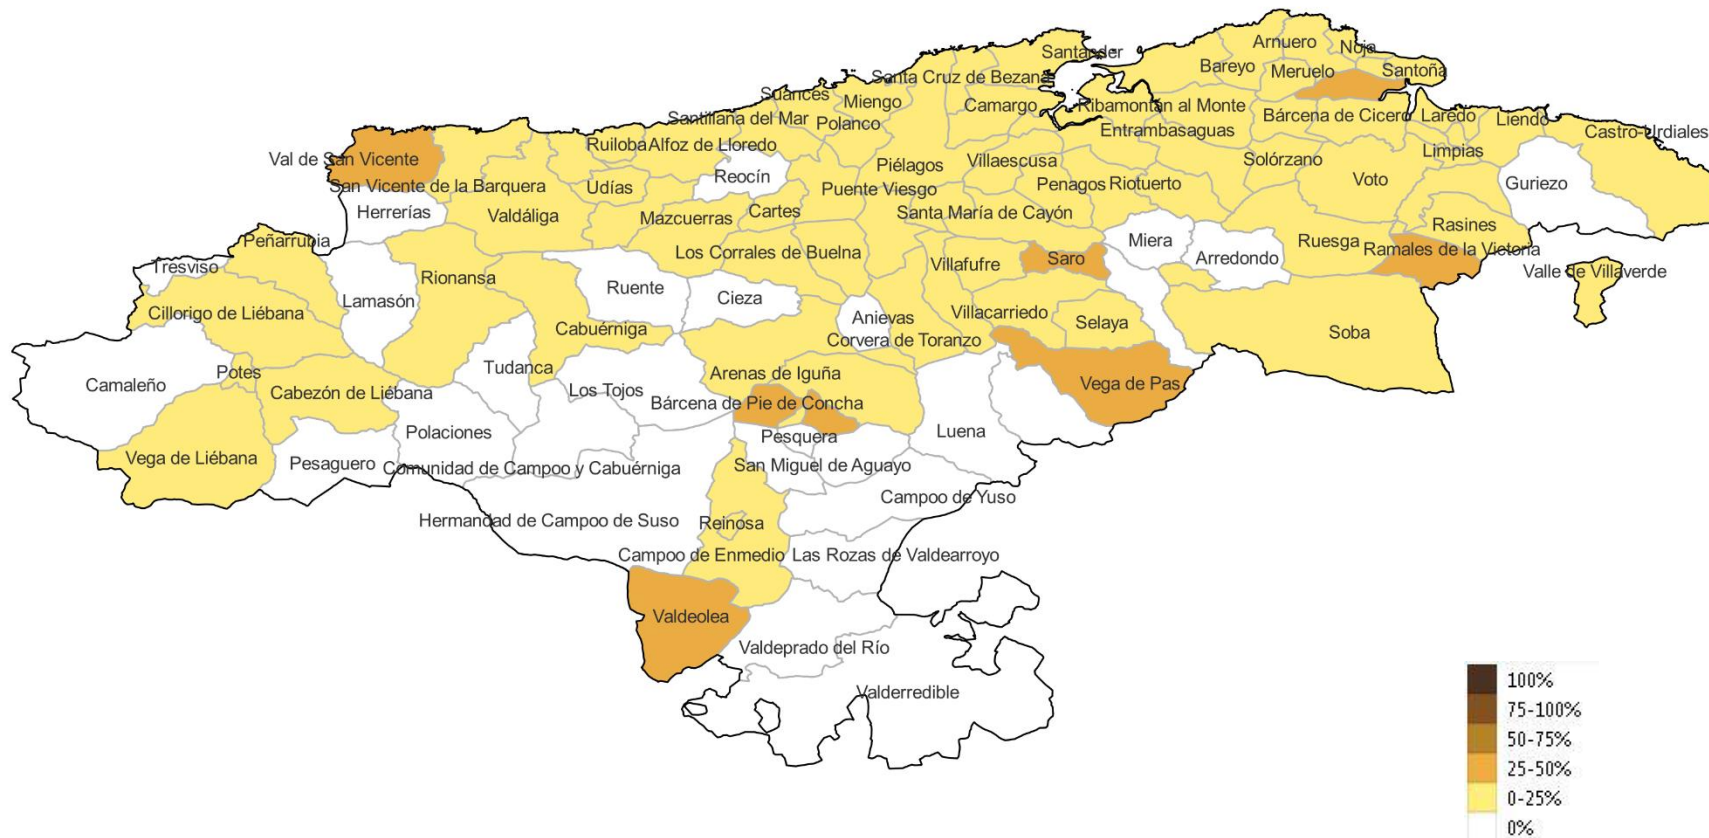 Santander
Arnuero
Noja
Santa Cruz de Bezana
Bareyo
Meruelo
Santoña
Suances
Miengo
Camargo
Ribamontán al Monte
Santillana del Mar
Polanco
Entrambasaguas
Bárcena de Cicero
Laredo
Liendo
Castro-Urdiales
Val de San Vicente
Ruiloba
Alfoz de Lloredo
Piélagos
Villaescusa
Solórzano
Limpias
San Vicente de la Barquera
Udías
Reocín
Puente Viesgo
Penagos
Riotuerto
Voto
Guriezo
Herrerías
Valdáliga
Mazcuerras
Cartes
Santa María de Cayón
Rasines
Peñarrubia
Los Corrales de Buelna
Miera
Ruesga
Ramales de la Victoria
Tresviso
Rionansa
Villafufre
Saro
Arredondo
Valle de Villaverde
Lamasón
Ruente
Cieza
Cillorigo de Liébana
Cabuérniga
Anievas
Villacarriedo
Selaya
Soba
Corvera de Toranzo
Camaleño
Potes
Tudanca
Arenas de Iguña
Vega de Pas
Cabezón de Liébana
Los Tojos
Bárcena de Pie de Concha
Polaciones
Pesquera
Luena
Vega de Liébana
Pesaguero
Comunidad de Campoo y Cabuérniga
San Miguel de Aguayo
Campoo de Yuso
Hermandad de Campoo de Suso
Reinosa
Campoo de Enmedio
Las Rozas de Valdearroyo
Valdeolea
Valdeprado del Río
Valderredible
100%
75-100%
50-75%
25-50%
0-25%
0%